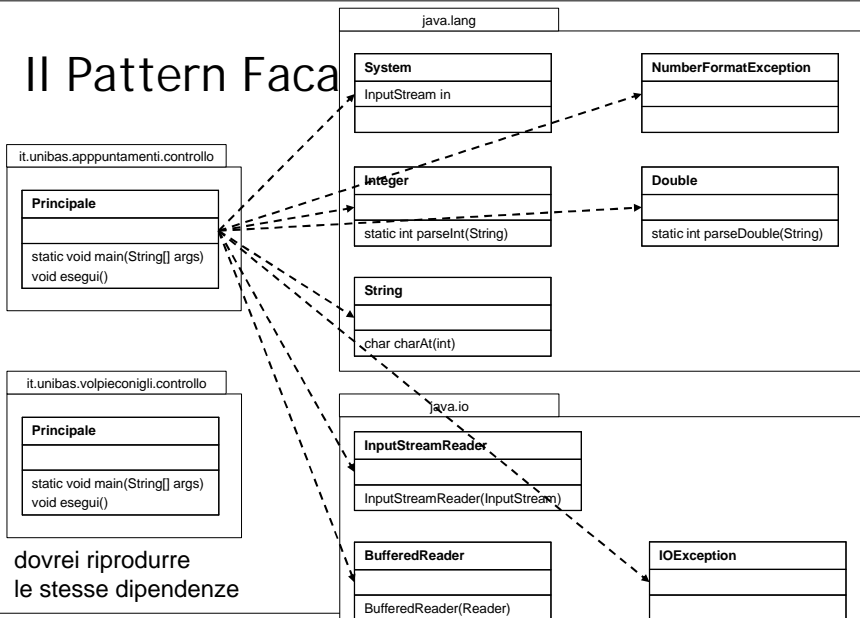 Il Pattern Faca
java.lang
System
InputStream in
NumberFormatException
Integer
static int parseInt(String)
Double
static int parseDouble(String)
String
char charAt(int)
it.unibas.apppuntamenti.controllo
Principale
static void main(String[] args)
void esegui()
it.unibas.volpieconigli.controllo
Principale
static void main(String[] args)
void esegui()
dovrei riprodurre
le stesse dipendenze
java.io
InputStreamReader
InputStreamReader(InputStream)
BufferedReader
BufferedReader(Reader)
IOException